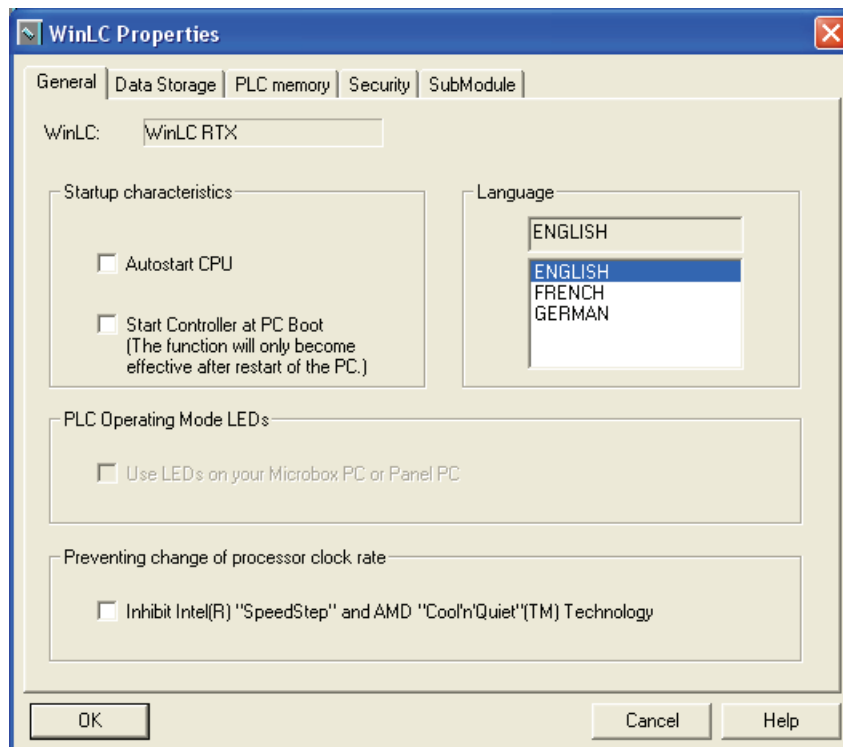 WinLC Properties
General
Data Storage
PLC memory
Security
SubModule
WinLC:
WinLC RTX
Startup characteristics
Autostart CPU
Start Controller at PC Boot
(The function will only become
effective after restart of the PC.)
Language
ENGLISH
ENGLISH
FRENCH
GERMAN
PLC Operating Mode LEDs
Use LEDs on your Microbox PC or Panel PC
Preventing change of processor clock rate
Inhibit Intel(R) "SpeedStep" and AMD "Cool'n'Quiet"(TM) Technology
OK
Cancel
Help